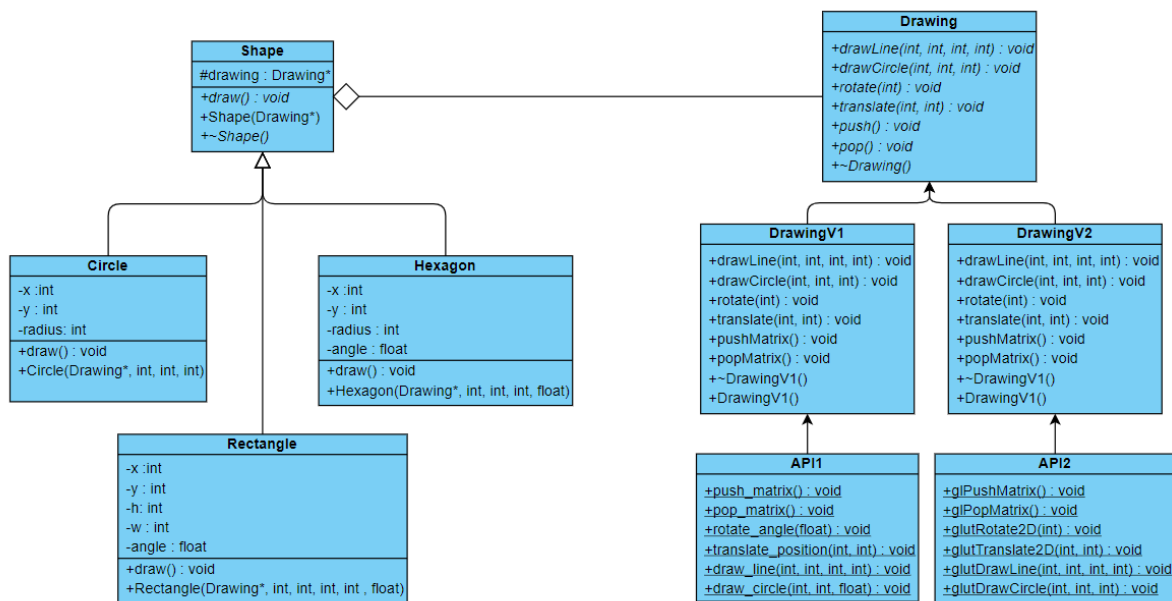 Shape
#drawing : Drawing*
+draw() : void
+Shape(Drawing*)
+~Shape()
Drawing
+drawLine(int, int, int, int) : void
+drawCircle(int, int, int) : void
+rotate(int) : void
+translate(int, int) : void
+push() : void
+pop() : void
+~Drawing()
Circle
-x :int
-y : int
-radius: int
+draw() : void
+Circle(Drawing*, int, int, int)
Hexagon
-x :int
-y : int
-radius : int
-angle : float
+draw() : void
+Hexagon(Drawing*, int, int, int, float)
Rectangle
-x :int
-y : int
-h: int
-w : int
-angle : float
+draw() : void
+Rectangle(Drawing*, int, int, int, int , float)
DrawingV1
+drawLine(int, int, int, int) : void
+drawCircle(int, int, int) : void
+rotate(int) : void
+translate(int, int) : void
+pushMatrix() : void
+popMatrix() : void
+~DrawingV1()
+DrawingV1()
DrawingV2
+drawLine(int, int, int, int) : void
+drawCircle(int, int, int) : void
+rotate(int) : void
+translate(int, int) : void
+pushMatrix() : void
+popMatrix() : void
+~DrawingV1()
+DrawingV1()
API1
+push_matrix() : void
+pop_matrix() : void
+rotate_angle(float) : void
+translate_position(int, int) : void
+draw_line(int, int, int, int) : void
+draw_circle(int, int, float) : void
API2
+glPushMatrix() : void
+glPopMatrix() : void
+glutRotate2D(int) : void
+glutTranslate2D(int, int) : void
+glutDrawLine(int, int, int, int) : void
+glutDrawCircle(int, int, int) : void